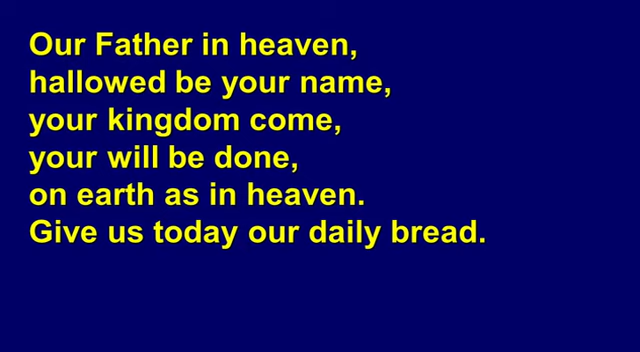 Our Father in heaven,
hallowed be your name,
your kingdom come,
your will be done,
on earth as in heaven.
Give us today our daily bread.